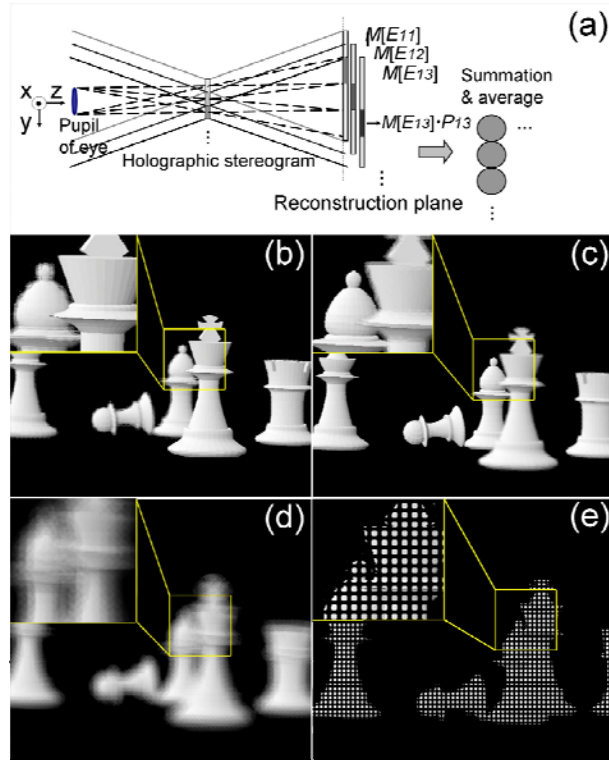 (a)
M[E11]
M[E12]
M[E13]
Summation
& average
x z
y
Pupil
of eye
Holographic stereogram
M[E13]·P13
...
Reconstruction plane
(b)
(c)
(d)
(e)